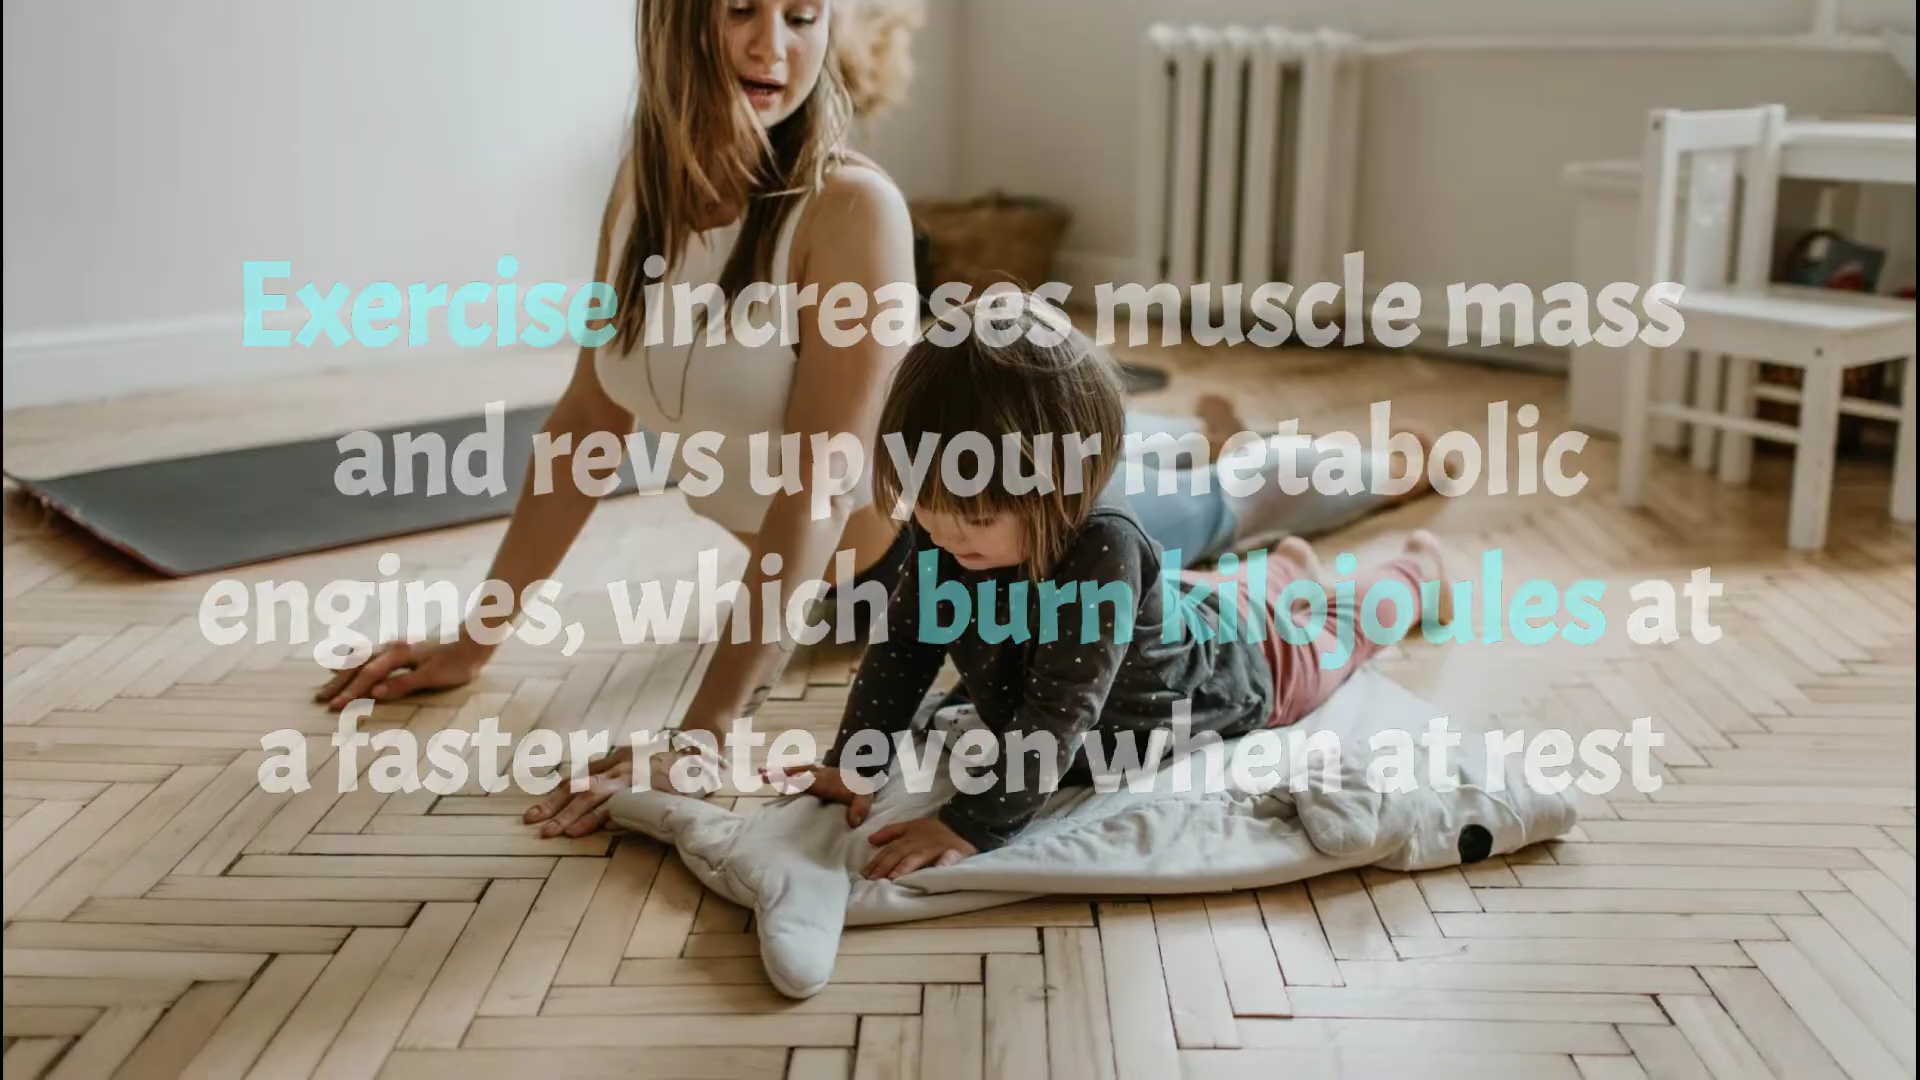 Exercise increases muscle mass
and revs up your metabolic
engines, which burn kilojoules at
a faster rate even when at rest